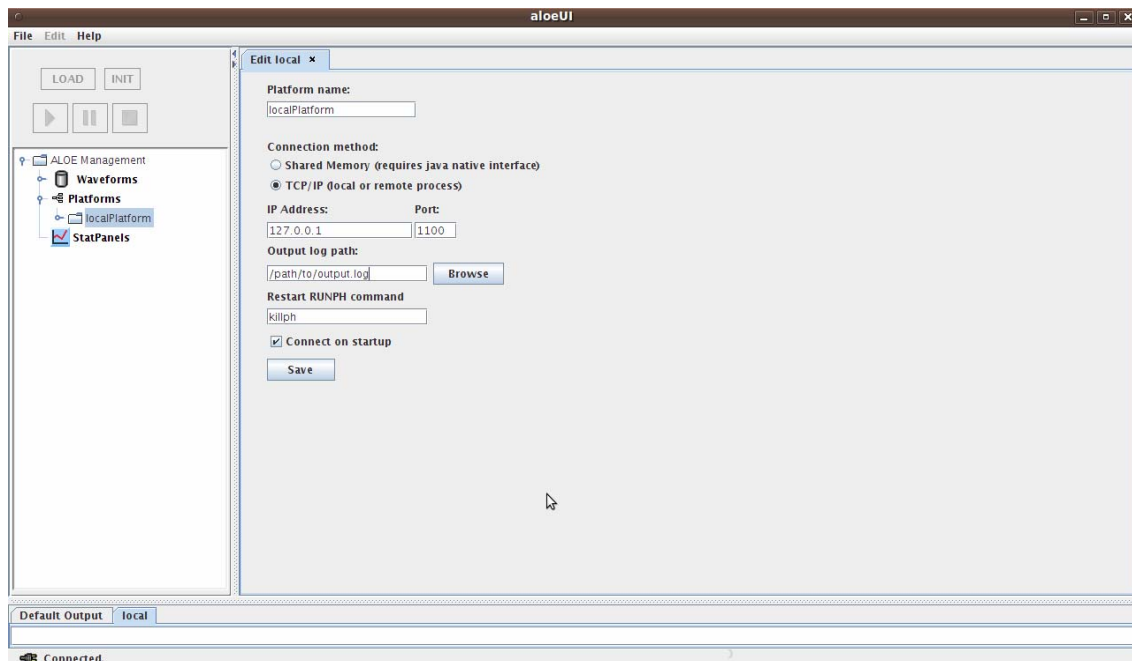 aloeUI
File Edit Help
LOAD INIT
ALOE Management
Waveforms
Platforms
localPlatform
StatPanels
Edit local
Platform name:
localPlatform
Connection method:
Shared Memory (requires java native interface)
TCP/IP (local or remote process)
IP Address: Port:
127.0.0.1 1100
Output log path:
/path/to/output.log Browse
Restart RUNPH command
killph
Connect on startup
Save
Default Output local
Connected.